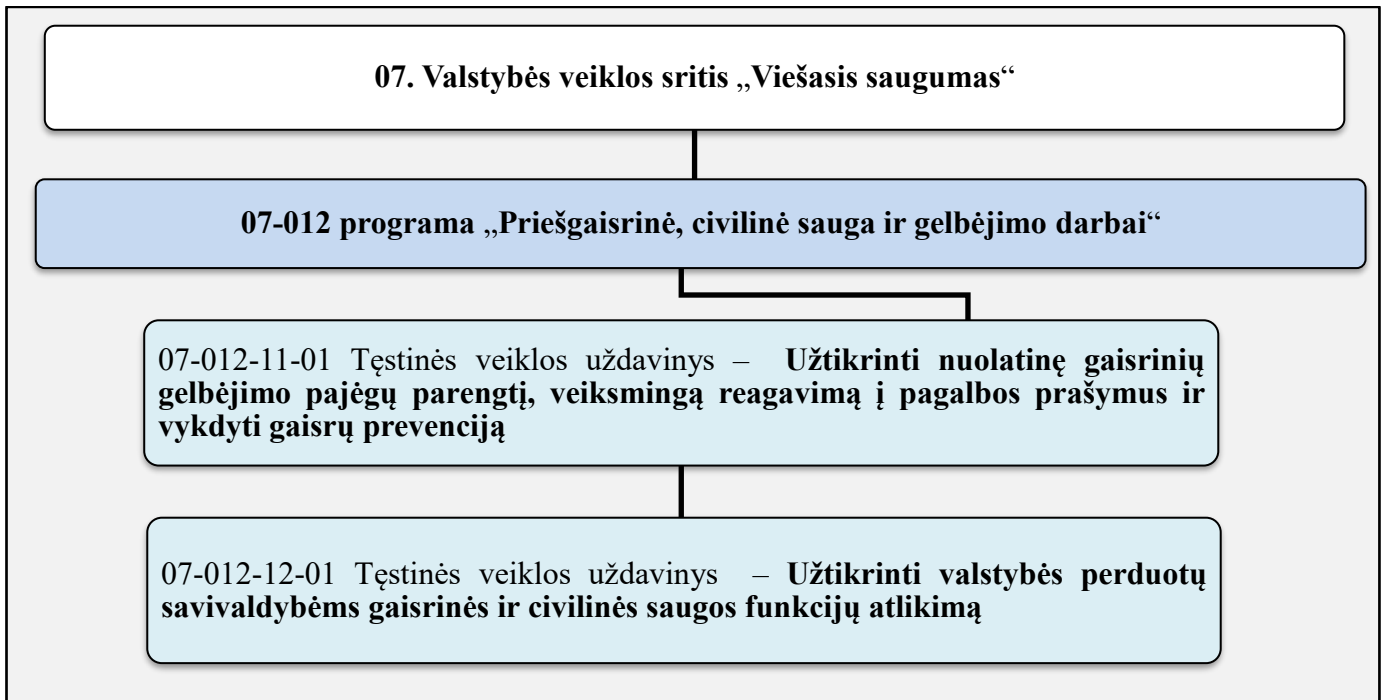 07. Valstybės veiklos sritis „Viešasis saugumas“
07-012 programa „Priešgaisrinė, civilinė sauga ir gelbėjimo darbai“
07-012-11-01 Tęstinės veiklos uždavinys – Užtikrinti nuolatinę gaisrinių
gelbėjimo pajėgų parengtį, veiksmingą reagavimą į pagalbos prašymus ir
vykdyti gaisrų prevenciją
07-012-12-01 Tęstinės veiklos uždavinys – Užtikrinti valstybės perduotų
savivaldybėms gaisrinės ir civilinės saugos funkcijų atlikimą